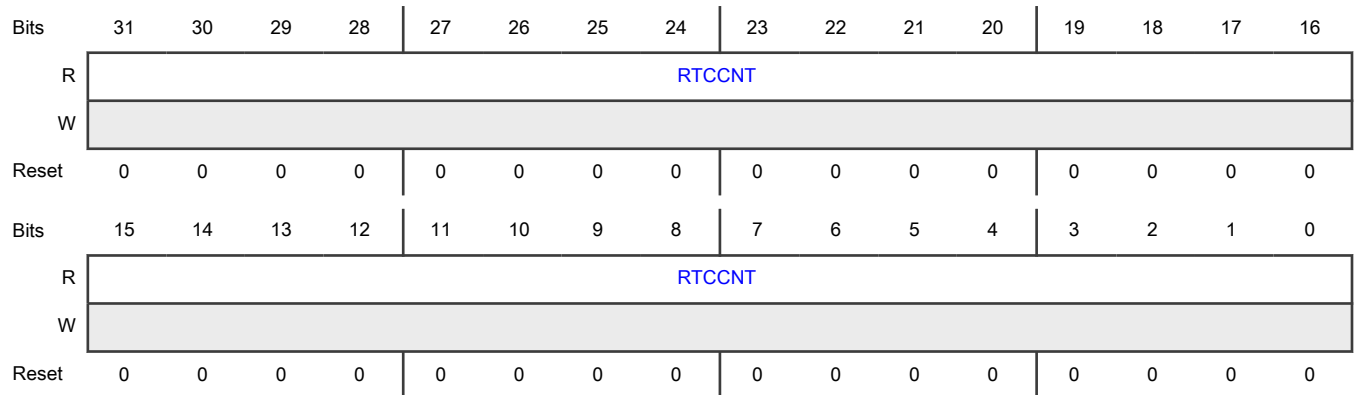 Bits 31 30 29 28 27 26 25 24 23 22 21 20 19 18 17 16
R RTCCNT
W
Reset 0 0 0 0 0 0 0 0 0 0 0 0 0 0 0 0
Bits 15 14 13 12 11 10 9 8 7 6 5 4 3 2 1 0
R RTCCNT
W
Reset 0 0 0 0 0 0 0 0 0 0 0 0 0 0 0 0